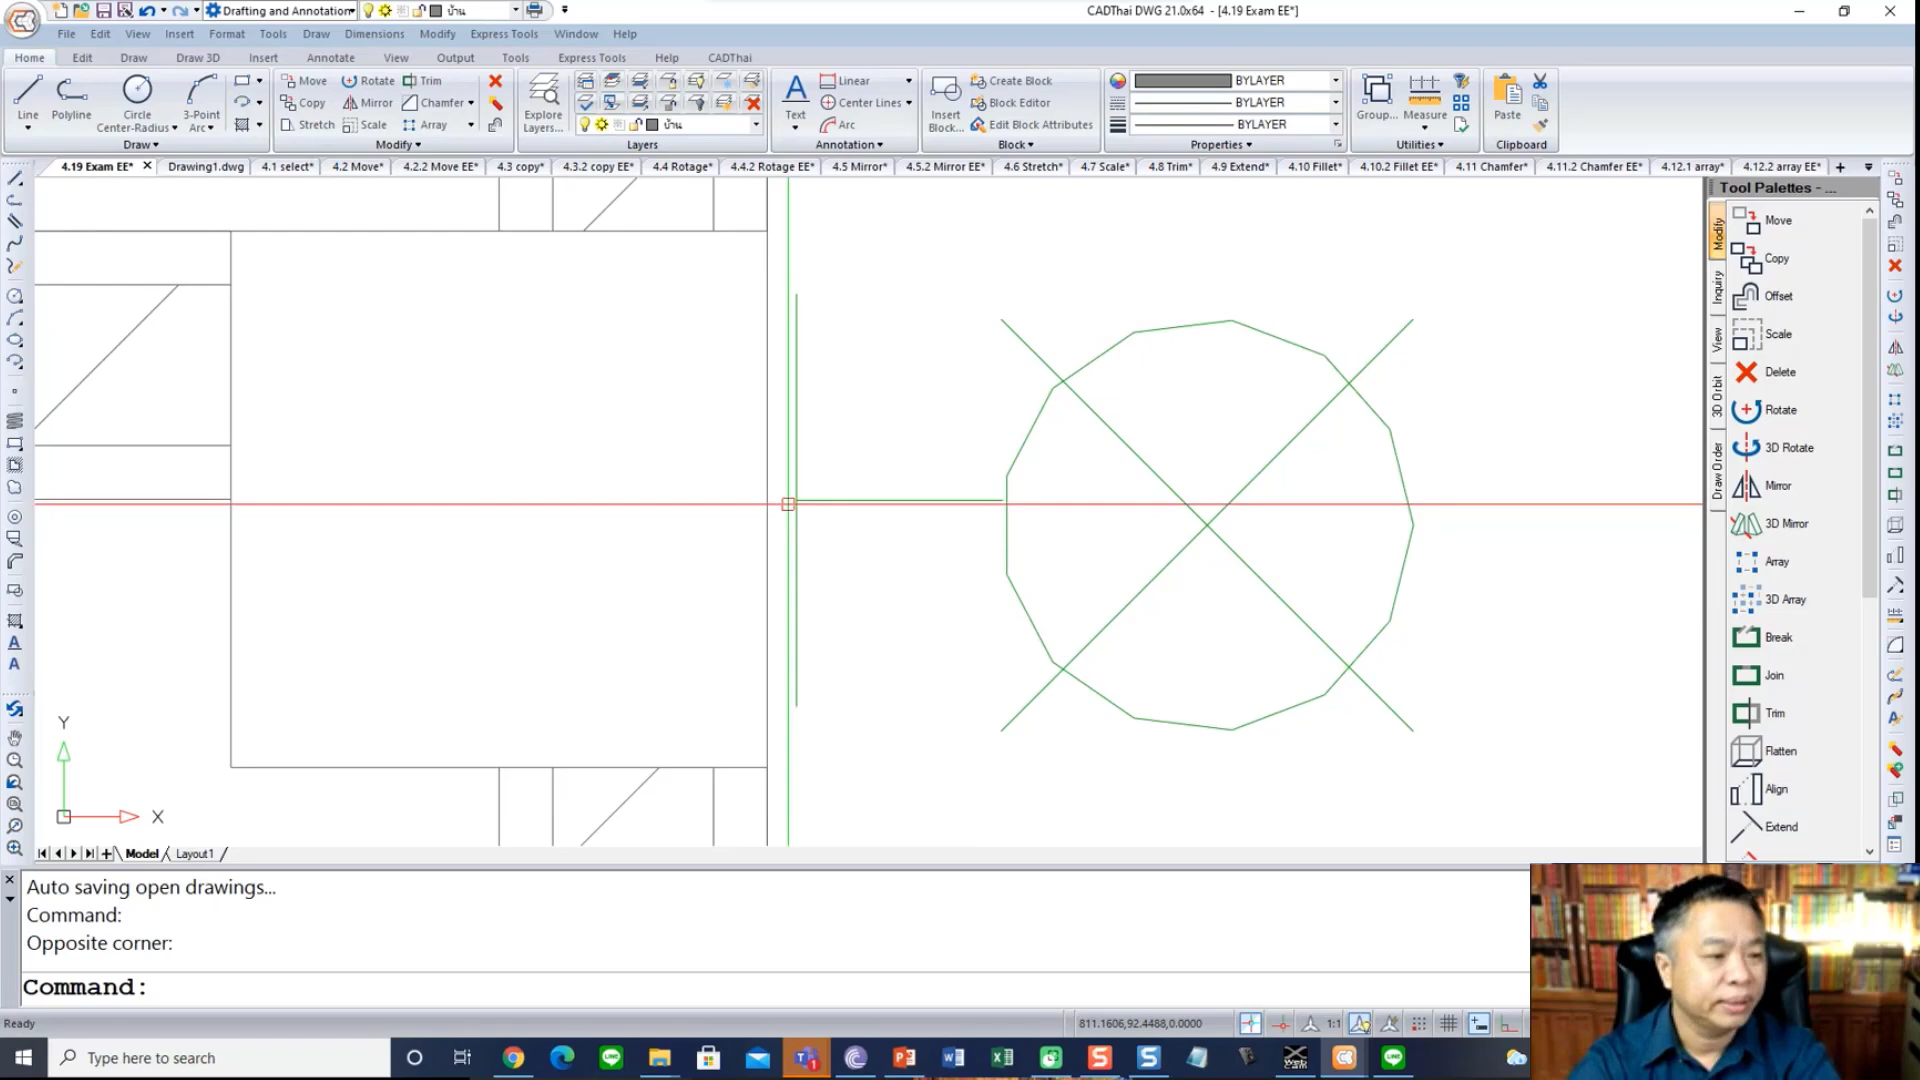 Drafting and Annotation
บ้าน
CADThai DWG 21.0x64 - [4.19 Exam EE*]
File Edit View Insert Format Tools Draw Dimensions Modify Express Tools Window Help
Home Edit Draw Draw 3D Insert Annotate View Output Tools Express Tools Help CADThai
Line
Polyline
Circle
Center-Radius
3-Point
Arc
Draw
Move Rotate Trim
Copy Mirror Chamfer
Stretch Scale Array
Modify
Explore
Layers...
บ้าน
Layers
Text
Linear
Center Lines
Arc
Annotation
Insert
Block...
Create Block
Block Editor
Edit Block Attributes
Block
BYLAYER
BYLAYER
BYLAYER
Properties
Group...
Measure
Utilities
Paste
Clipboard
4.19 Exam EE* Drawing1.dwg 4.1 select* 4.2 Move* 4.2.2 Move EE* 4.3 copy* 4.3.2 copy EE* 4.4 Rotage* 4.4.2 Rotage EE* 4.5 Mirror* 4.5.2 Mirror EE* 4.6 Stretch* 4.7 Scale* 4.8 Trim* 4.9 Extend* 4.10 Fillet* 4.10.2 Fillet EE* 4.11 Chamfer* 4.11.2 Chamfer EE* 4.12.1 array* 4.12.2 array EE*
Tool Palettes - ...
Modify
Inquiry
View
3D Orbit
Draw Order
Move
Copy
Offset
Scale
Delete
Rotate
3D Rotate
Mirror
3D Mirror
Array
3D Array
Break
Join
Trim
Flatten
Align
Extend
Y
X
Model Layout1
Auto saving open drawings...
Command:
Opposite corner:
Command:
Ready
811.1606,92.4488,0.0000
1:1
Type here to search